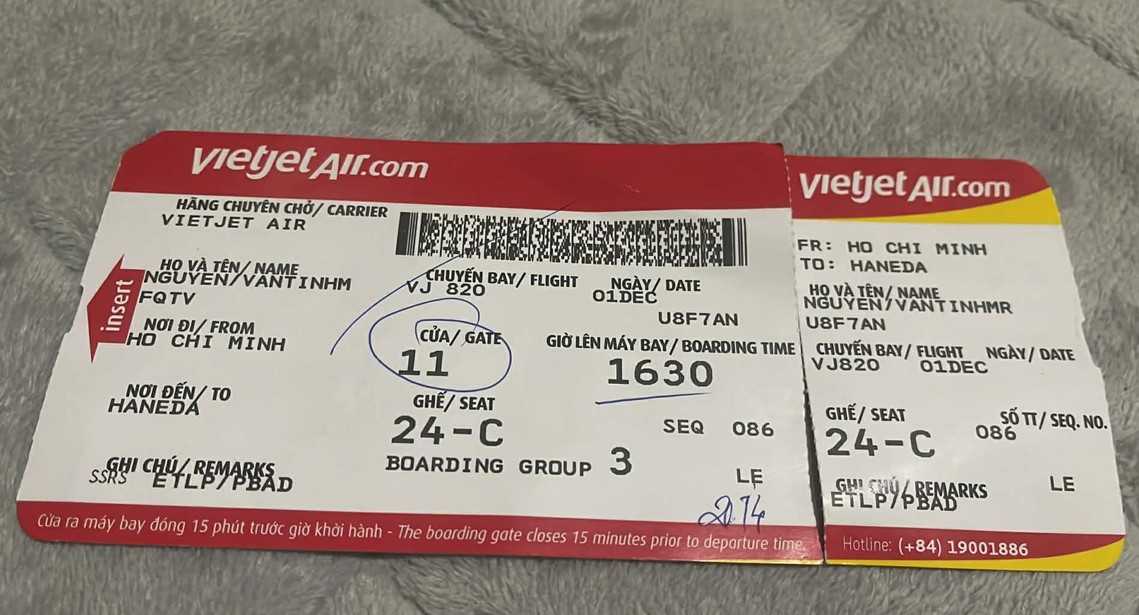 vietjetAir.com
HÃNG CHUYÊN CHỞ/ CARRIER
VIETJET AIR
HỌ VÀ TÊN/ NAME
NGUYEN/VANTINHM
FQTV
insert
NƠI ĐI/ FROM
HO CHI MINH
NƠI ĐẾN/ TO
HANEDA
GHI CHÚ/ REMARKS
SSRS ETLP/PBAD
CHUYẾN BAY/ FLIGHT NGÀY/ DATE
VJ 820 01DEC
U8F7AN
CỬA/ GATE GIỜ LÊN MÁY BAY/ BOARDING TIME
11 1630
GHẾ/ SEAT
24-C SEQ 086
BOARDING GROUP 3
LE
Cửa ra máy bay đóng 15 phút trước giờ khởi hành - The boarding gate closes 15 minutes prior to departure time.
vietjetAir.com
FR: HO CHI MINH
TO: HANEDA
HỌ VÀ TÊN/ NAME
NGUYEN/VANTINHMR
U8F7AN
CHUYẾN BAY/ FLIGHT NGÀY/ DATE
VJ820 01DEC
GHẾ/ SEAT SỐ TT/ SEQ. NO.
24-C 086
GHI CHÚ/ REMARKS LE
ETLP/PBAD
Hotline: (+84) 19001886